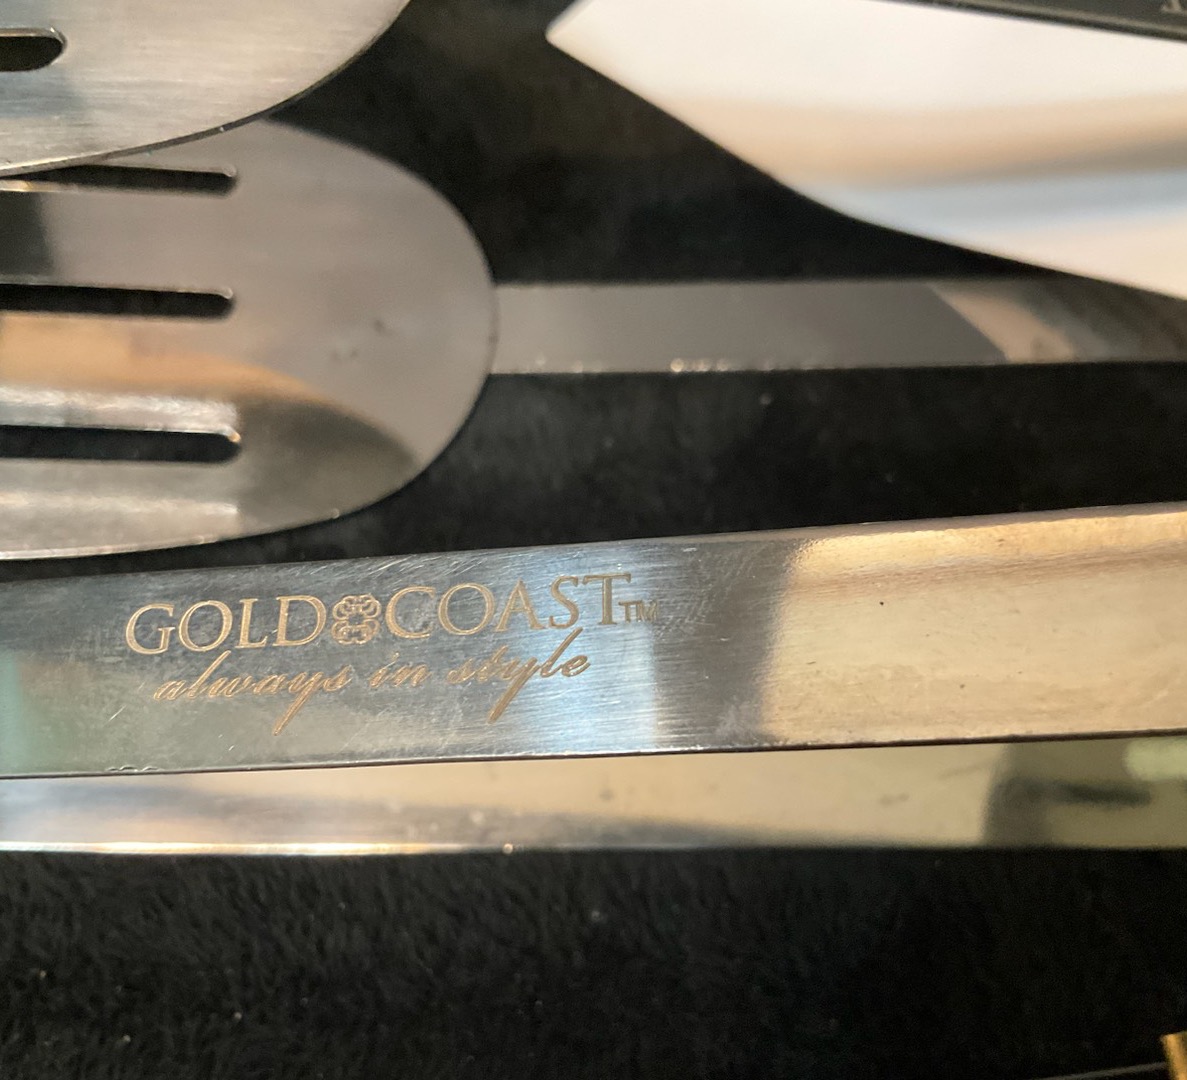 GOLD COAST™
always in style